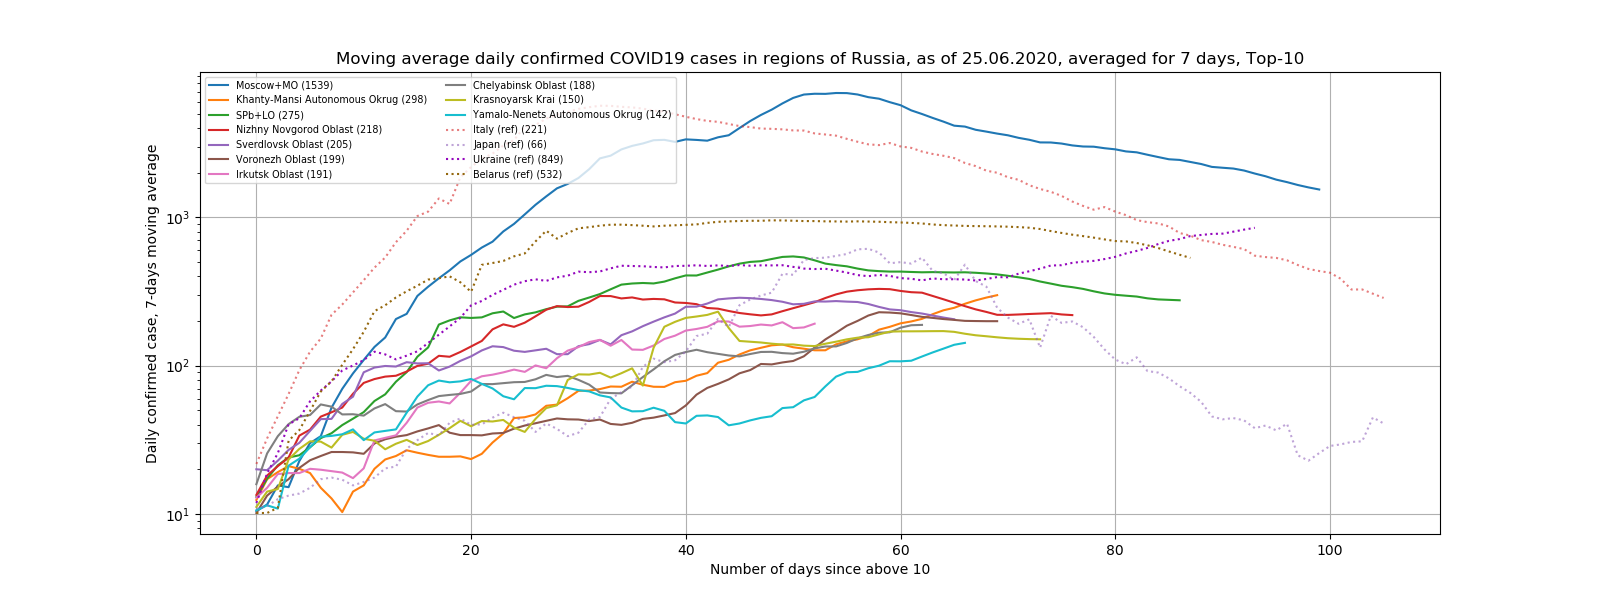 Moving average daily confirmed COVID19 cases in regions of Russia, as of 25.06.2020, averaged for 7 days, Top-10
Moscow+MO (1539)
Khanty-Mansi Autonomous Okrug (298)
SPb+LO (275)
Nizhny Novgorod Oblast (218)
Sverdlovsk Oblast (205)
Voronezh Oblast (199)
Irkutsk Oblast (191)
Chelyabinsk Oblast (188)
Krasnoyarsk Krai (150)
Yamalo-Nenets Autonomous Okrug (142)
Italy (ref) (221)
Japan (ref) (66)
Ukraine (ref) (849)
Belarus (ref) (532)
Daily confirmed case, 7-days moving average
10³
10²
10¹
0 20 40 60 80 100
Number of days since above 10